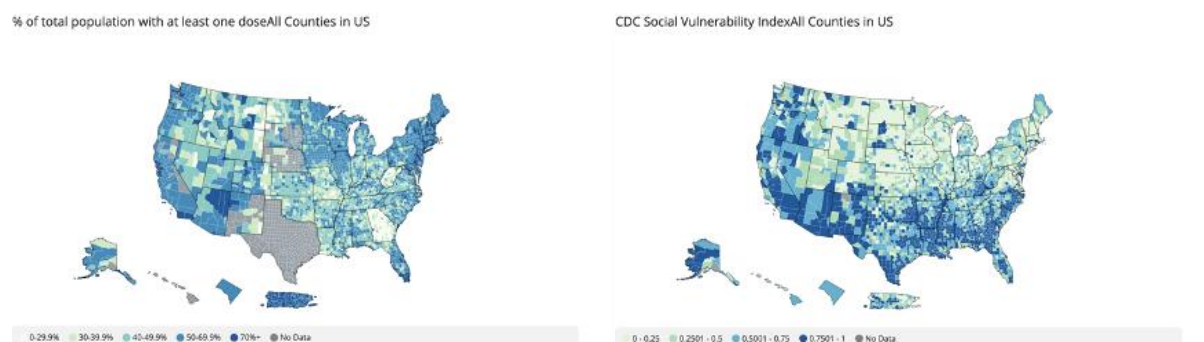 % of total population with at least one doseAll Counties in US
CDC Social Vulnerability IndexAll Counties in US
0-29.9% 30-39.9% 40-49.9% 50-69.9% 70%+ No Data
0 - 0.25 0.2501 - 0.5 0.5001 - 0.75 0.7501 - 1 No Data